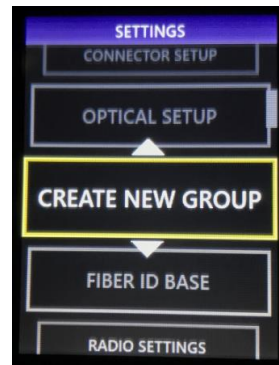 SETTINGS
CONNECTOR SETUP
OPTICAL SETUP
CREATE NEW GROUP
FIBER ID BASE
RADIO SETTINGS